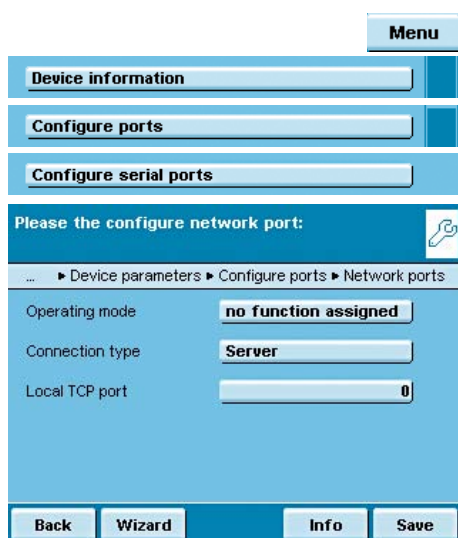 Menu
Device information
Configure ports
Configure serial ports
Please the configure network port:
... ▸ Device parameters ▸ Configure ports ▸ Network ports
Operating mode no function assigned
Connection type Server
Local TCP port 0
Back Wizard Info Save